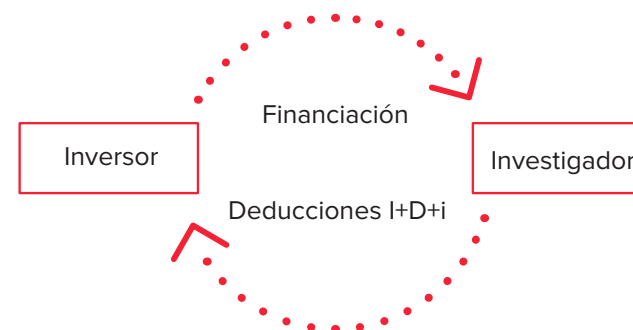 Financiación
Inversor
Investigador
Deducciones I+D+i